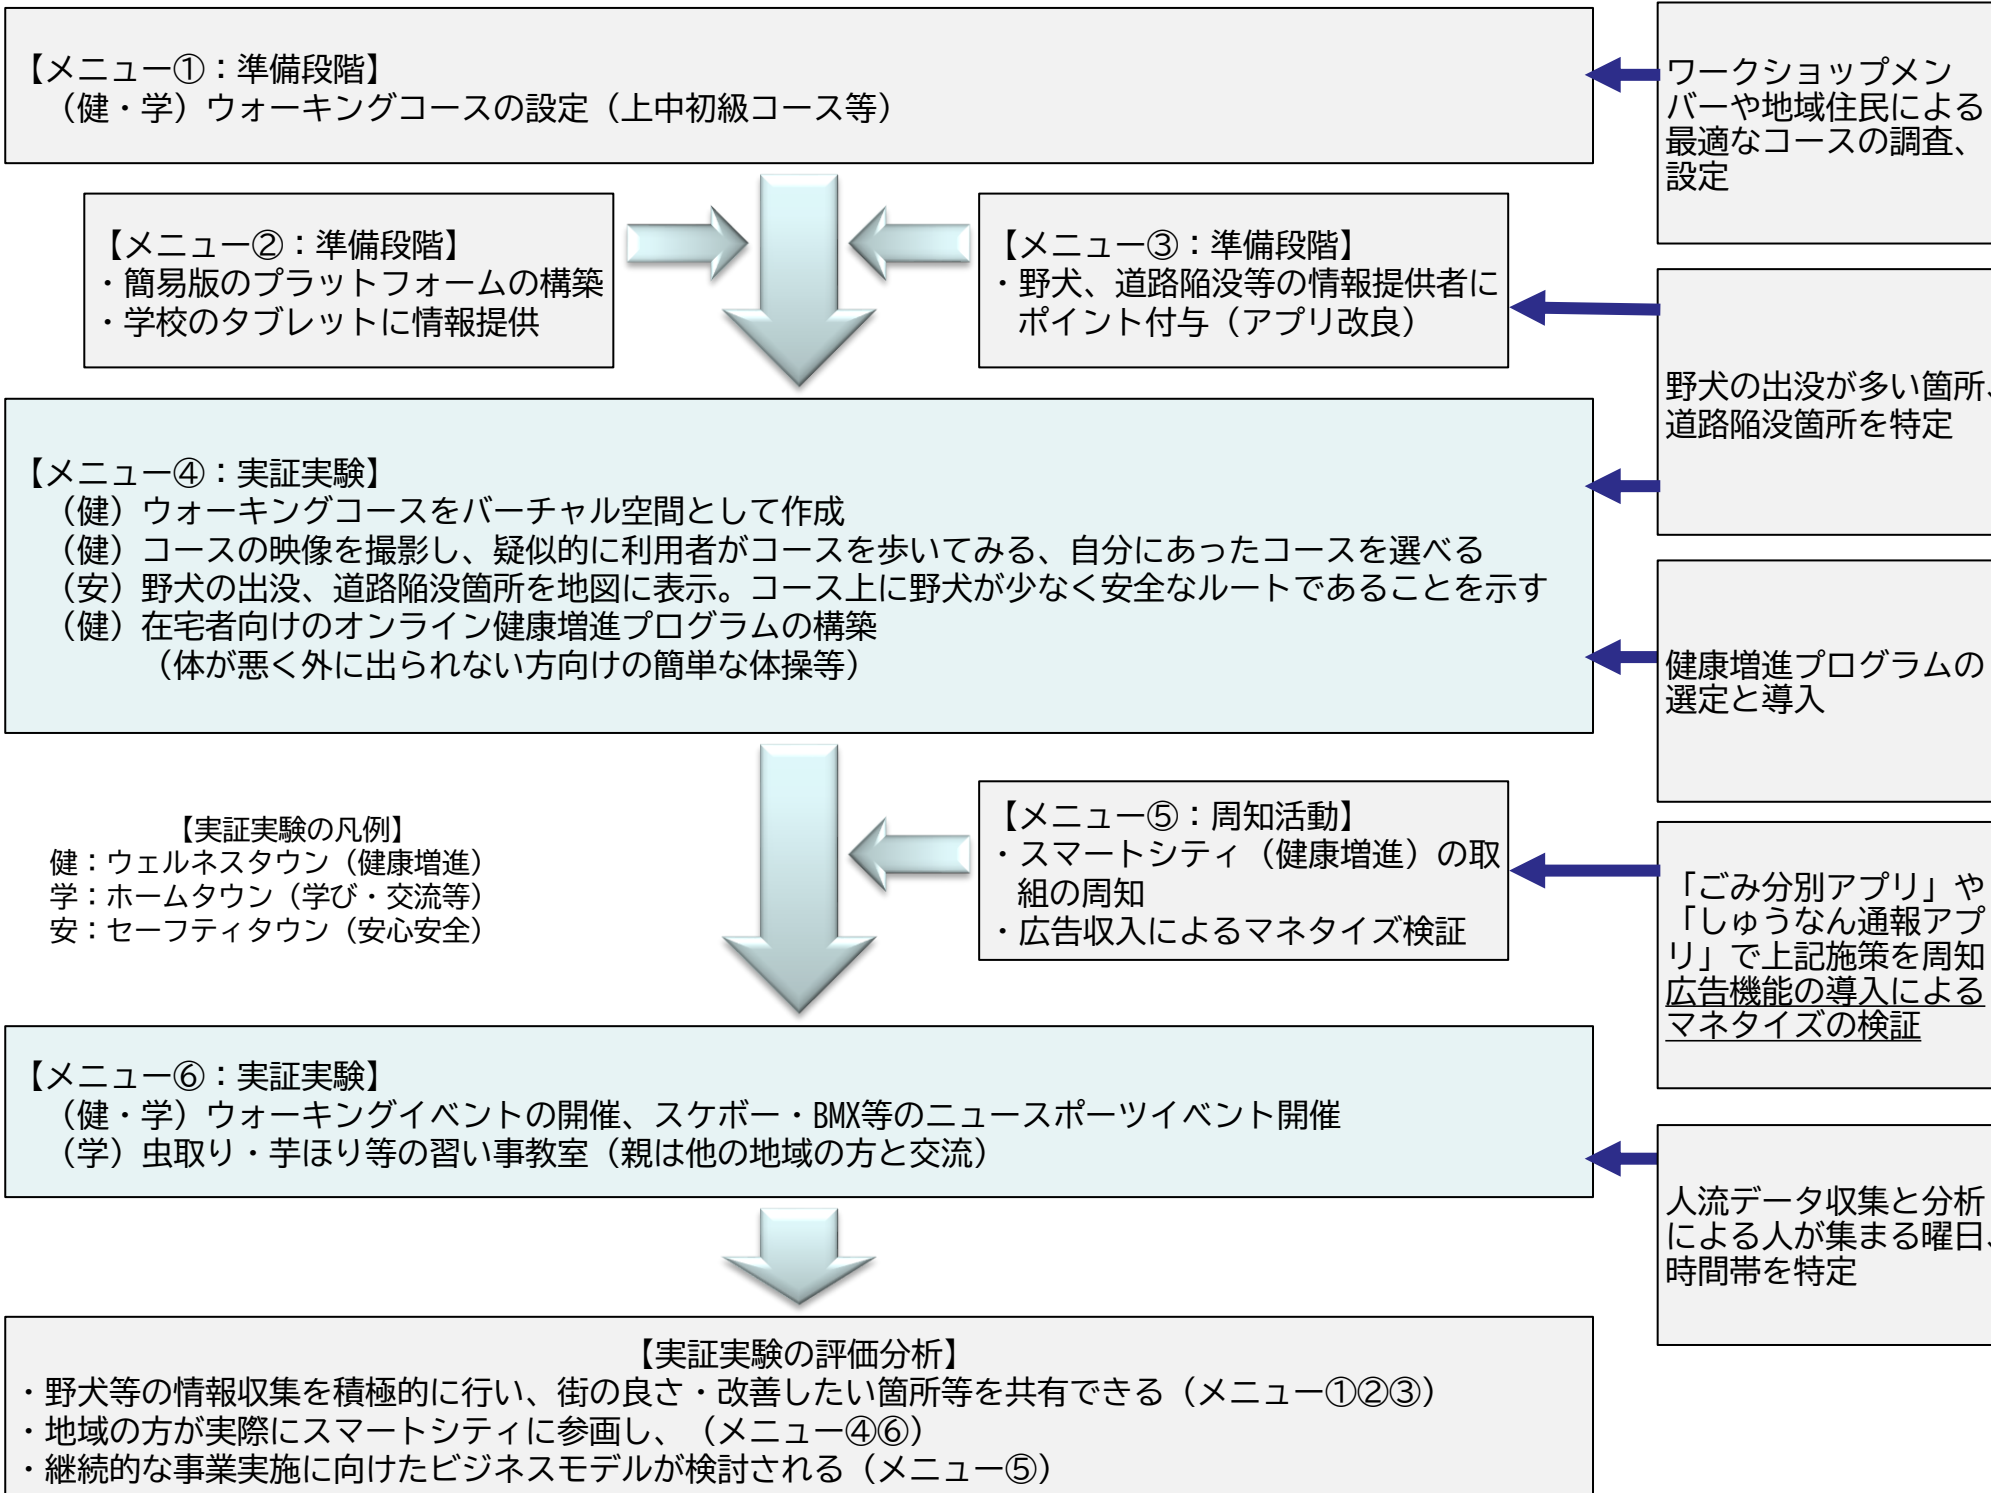 【メニュー①：準備段階】
（健・学）ウォーキングコースの設定（上中初級コース等）
ワークショップメン
バーや地域住民による
最適なコースの調査、
設定
【メニュー②：準備段階】
・簡易版のプラットフォームの構築
・学校のタブレットに情報提供
【メニュー③：準備段階】
・野犬、道路陥没等の情報提供者に
ポイント付与（アプリ改良）
野犬の出没が多い箇所、
道路陥没箇所を特定
【メニュー④：実証実験】
（健）ウォーキングコースをバーチャル空間として作成
（健）コースの映像を撮影し、疑似的に利用者がコースを歩いてみる、自分にあったコースを選べる
（安）野犬の出没、道路陥没箇所を地図に表示。コース上に野犬が少なく安全なルートであることを示す
（健）在宅者向けのオンライン健康増進プログラムの構築
（体が悪く外に出られない方向けの簡単な体操等）
健康増進プログラムの
選定と導入
【実証実験の凡例】
健：ウェルネスタウン（健康増進）
学：ホームタウン（学び・交流等）
安：セーフティタウン（安心安全）
【メニュー⑤：周知活動】
・スマートシティ（健康増進）の取
組の周知
・広告収入によるマネタイズ検証
「ごみ分別アプリ」や
「しゅうなん通報アプ
リ」で上記施策を周知
広告機能の導入による
マネタイズの検証
【メニュー⑥：実証実験】
（健・学）ウォーキングイベントの開催、スケボー・BMX等のニュースポーツイベント開催
（学）虫取り・芋ほり等の習い事教室（親は他の地域の方と交流）
人流データ収集と分析
による人が集まる曜日、
時間帯を特定
【実証実験の評価分析】
・野犬等の情報収集を積極的に行い、街の良さ・改善したい箇所等を共有できる（メニュー①②③）
・地域の方が実際にスマートシティに参画し、（メニュー④⑥）
・継続的な事業実施に向けたビジネスモデルが検討される（メニュー⑤）